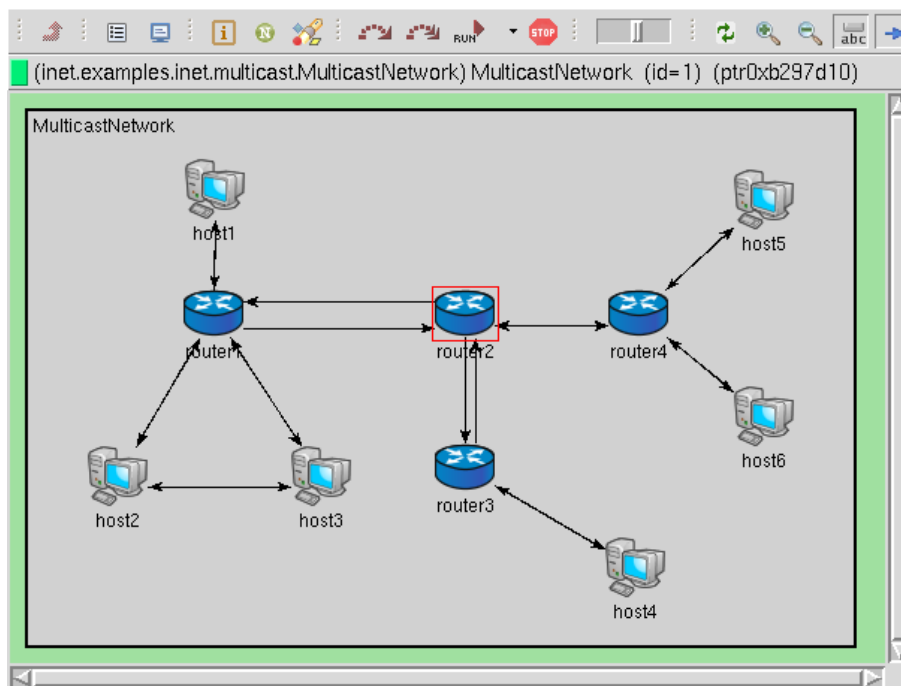 RUN
STOP
abc
(inet.examples.inet.multicast.MulticastNetwork) MulticastNetwork (id=1) (ptr0xb297d10)
MulticastNetwork
host1
host5
router1
router2
router4
host6
router3
host2
host3
host4